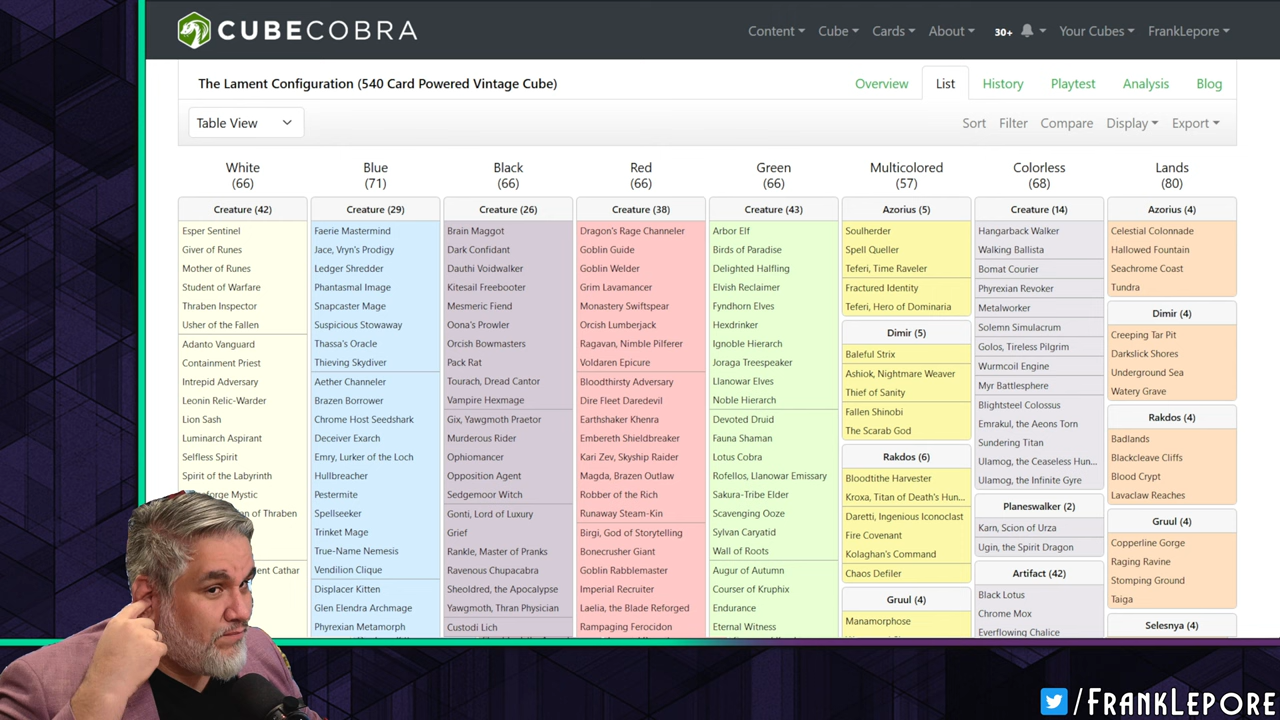 CUBECOBRA
Content Cube Cards About 30+ Your Cubes FrankLepore
The Lament Configuration (540 Card Powered Vintage Cube)
Overview List History Playtest Analysis Blog
Table View
Sort Filter Compare Display Export
White
(66)
Creature (42)
Esper Sentinel
Giver of Runes
Mother of Runes
Student of Warfare
Thraben Inspector
Usher of the Fallen
Adanto Vanguard
Containment Priest
Intrepid Adversary
Leonin Relic-Warder
Lion Sash
Luminarch Aspirant
Selfless Spirit
Spirit of the Labyrinth
eforge Mystic
n of Thraben
ent Cathar
Blue
(71)
Creature (29)
Faerie Mastermind
Jace, Vryn's Prodigy
Ledger Shredder
Phantasmal Image
Snapcaster Mage
Suspicious Stowaway
Thassa's Oracle
Thieving Skydiver
Aether Channeler
Brazen Borrower
Chrome Host Seedshark
Deceiver Exarch
Emry, Lurker of the Loch
Hullbreacher
Pestermite
Spellseeker
Trinket Mage
True-Name Nemesis
Vendilion Clique
Displacer Kitten
Glen Elendra Archmage
Phyrexian Metamorph
Black
(66)
Creature (26)
Brain Maggot
Dark Confidant
Dauthi Voidwalker
Kitesail Freebooter
Mesmeric Fiend
Oona's Prowler
Orcish Bowmasters
Pack Rat
Tourach, Dread Cantor
Vampire Hexmage
Gix, Yawgmoth Praetor
Murderous Rider
Ophiomancer
Opposition Agent
Sedgemoor Witch
Gonti, Lord of Luxury
Grief
Rankle, Master of Pranks
Ravenous Chupacabra
Sheoldred, the Apocalypse
Yawgmoth, Thran Physician
Custodi Lich
Red
(66)
Creature (38)
Dragon's Rage Channeler
Goblin Guide
Goblin Welder
Grim Lavamancer
Monastery Swiftspear
Orcish Lumberjack
Ragavan, Nimble Pilferer
Voldaren Epicure
Bloodthirsty Adversary
Dire Fleet Daredevil
Earthshaker Khenra
Embereth Shieldbreaker
Kari Zev, Skyship Raider
Magda, Brazen Outlaw
Robber of the Rich
Runaway Steam-Kin
Birgi, God of Storytelling
Bonecrusher Giant
Goblin Rabblemaster
Imperial Recruiter
Laelia, the Blade Reforged
Rampaging Ferocidon
Green
(66)
Creature (43)
Arbor Elf
Birds of Paradise
Delighted Halfling
Elvish Reclaimer
Fyndhorn Elves
Hexdrinker
Ignoble Hierarch
Joraga Treespeaker
Llanowar Elves
Noble Hierarch
Devoted Druid
Fauna Shaman
Lotus Cobra
Rofellos, Llanowar Emissary
Sakura-Tribe Elder
Scavenging Ooze
Sylvan Caryatid
Wall of Roots
Augur of Autumn
Courser of Kruphix
Endurance
Eternal Witness
Multicolored
(57)
Azorius (5)
Soulherder
Spell Queller
Teferi, Time Raveler
Fractured Identity
Teferi, Hero of Dominaria
Dimir (5)
Baleful Strix
Ashiok, Nightmare Weaver
Thief of Sanity
Fallen Shinobi
The Scarab God
Rakdos (6)
Bloodtithe Harvester
Kroxa, Titan of Death's Hun...
Daretti, Ingenious Iconoclast
Fire Covenant
Kolaghan's Command
Chaos Defiler
Gruul (4)
Manamorphose
Colorless
(68)
Creature (14)
Hangarback Walker
Walking Ballista
Bomat Courier
Phyrexian Revoker
Metalworker
Solemn Simulacrum
Golos, Tireless Pilgrim
Wurmcoil Engine
Myr Battlesphere
Blightsteel Colossus
Emrakul, the Aeons Torn
Sundering Titan
Ulamog, the Ceaseless Hun...
Ulamog, the Infinite Gyre
Planeswalker (2)
Karn, Scion of Urza
Ugin, the Spirit Dragon
Artifact (42)
Black Lotus
Chrome Mox
Everflowing Chalice
Lands
(80)
Azorius (4)
Celestial Colonnade
Hallowed Fountain
Seachrome Coast
Tundra
Dimir (4)
Creeping Tar Pit
Darkslick Shores
Underground Sea
Watery Grave
Rakdos (4)
Badlands
Blackcleave Cliffs
Blood Crypt
Lavaclaw Reaches
Gruul (4)
Copperline Gorge
Raging Ravine
Stomping Ground
Taiga
Selesnya (4)
/FRANKLEPORE